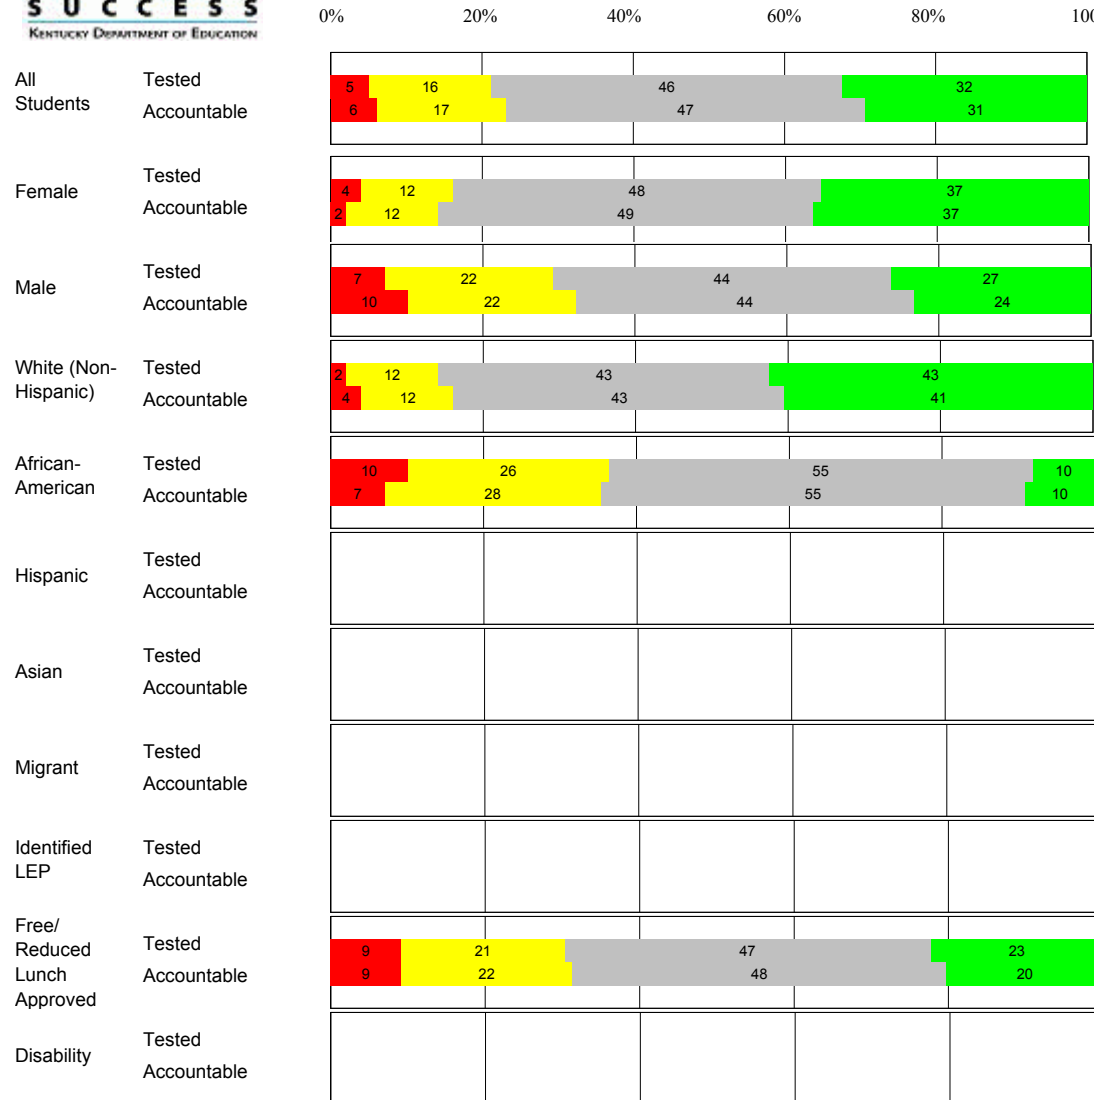 SUCCESS
KENTUCKY DEPARTMENT OF EDUCATION
0% 20% 40% 60% 80% 100
All Students
Tested 5 16 46 32
Accountable 6 17 47 31
Female
Tested 4 12 48 37
Accountable 2 12 49 37
Male
Tested 7 22 44 27
Accountable 10 22 44 24
White (Non-
Hispanic)
Tested 2 12 43 43
Accountable 4 12 43 41
African-
American
Tested 10 26 55 10
Accountable 7 28 55 10
Hispanic
Tested
Accountable
Asian
Tested
Accountable
Migrant
Tested
Accountable
Identified
LEP
Tested
Accountable
Free/
Reduced
Lunch
Approved
Tested 9 21 47 23
Accountable 9 22 48 20
Disability
Tested
Accountable